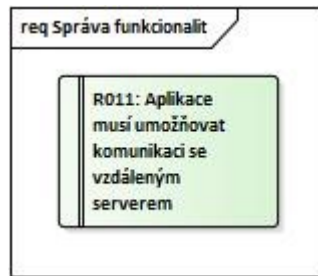 req Správa funkcionalit
R011: Aplikace
musí umožňovat
komunikaci se
vzdáleným
serverem